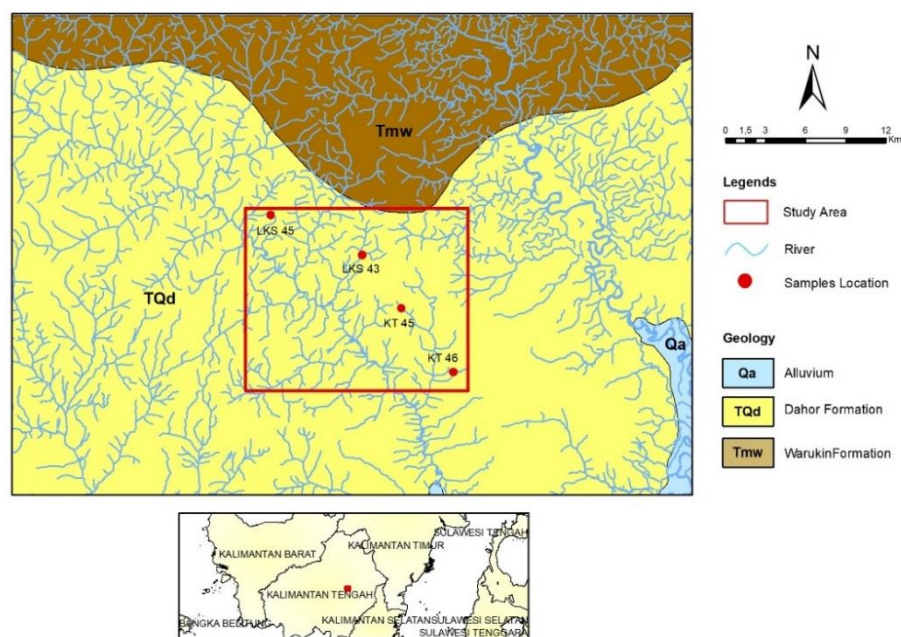 Tmw
LKS 45
LKS 43
TQd
KT 45
KT 46
Qa
N
0 1,5 3 6 9 12
Km
Legends
Study Area
River
Samples Location
Geology
Qa Alluvium
TQd Dahor Formation
Tmw WarukinFormation
SULAWESI TENGAH
KALIMANTAN BARAT
KALIMANTAN TIMUR
KALIMANTAN TENGAH
BANGKA BELITUNG
KALIMANTAN SELATAN
SULAWESI SELATAN
SULAWESI TENGGARA